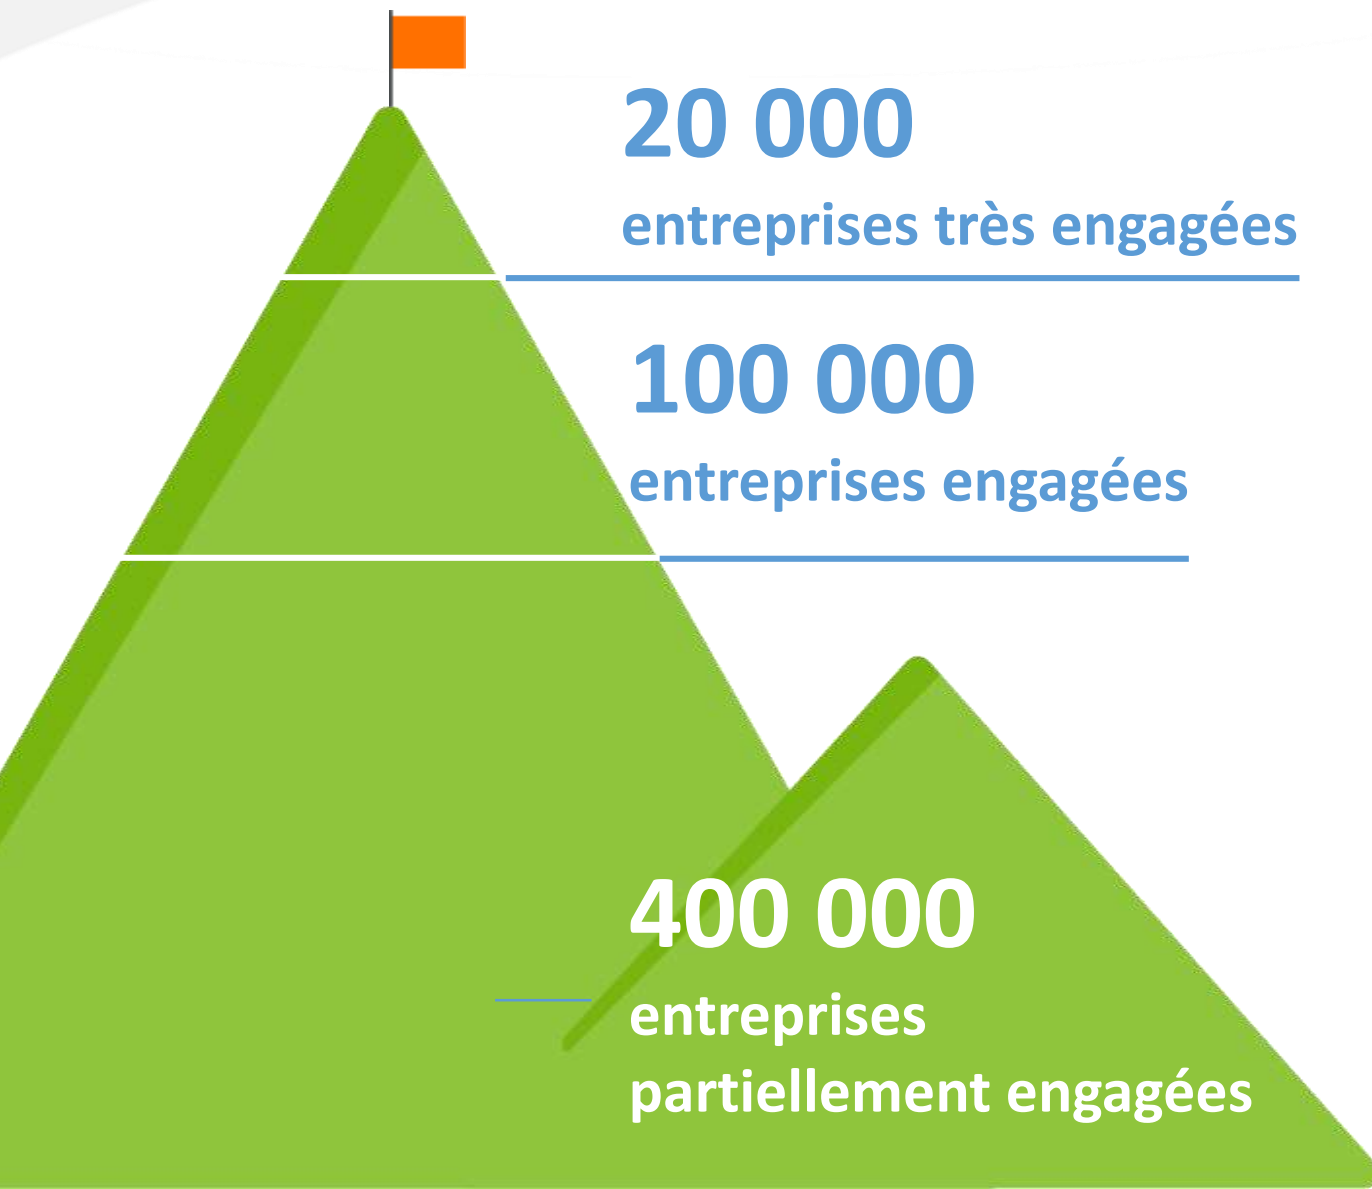 20 000
entreprises très engagées
100 000
entreprises engagées
400 000
entreprises
partiellement engagées